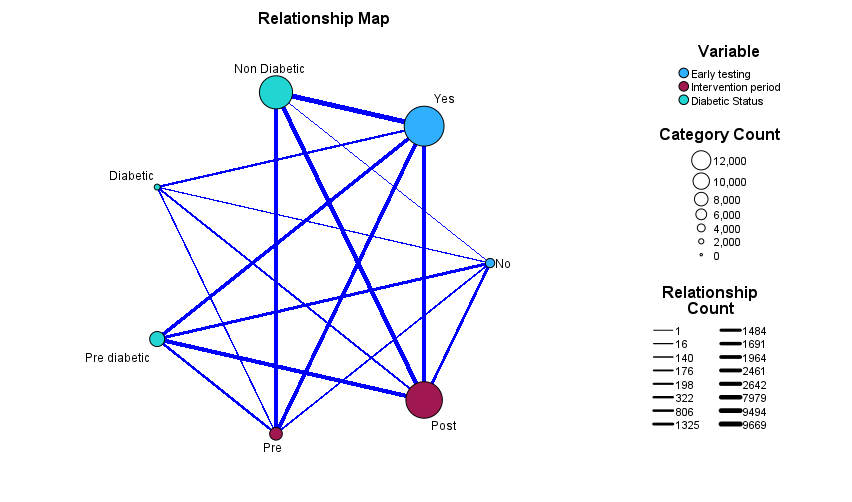 Relationship Map
Non Diabetic
Yes
Diabetic
No
Pre diabetic
Pre
Post
Variable
Early testing
Intervention period
Diabetic Status
Category Count
12,000
10,000
8,000
6,000
4,000
2,000
0
Relationship
Count
1 1484
16 1691
140 1964
176 2461
198 2642
322 7979
806 9494
1325 9669